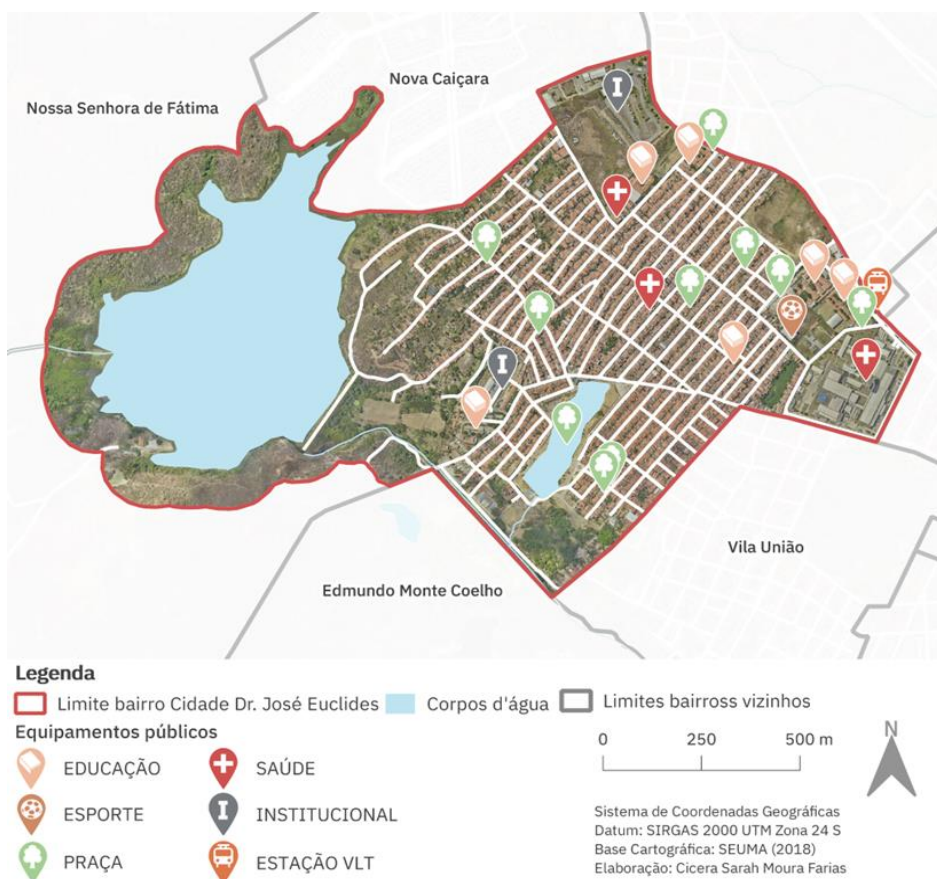 Nova Caiçara
Nossa Senhora de Fátima
I
I
Vila União
Edmundo Monte Coelho
Legenda
Limite bairro Cidade Dr. José Euclides
Corpos d'água
Limites bairross vizinhos
Equipamentos públicos
EDUCAÇÃO
SAÚDE
ESPORTE
I
INSTITUCIONAL
PRAÇA
ESTAÇÃO VLT
0 250 500 m
N
Sistema de Coordenadas Geográficas
Datum: SIRGAS 2000 UTM Zona 24 S
Base Cartográfica: SEUMA (2018)
Elaboração: Cicera Sarah Moura Farias